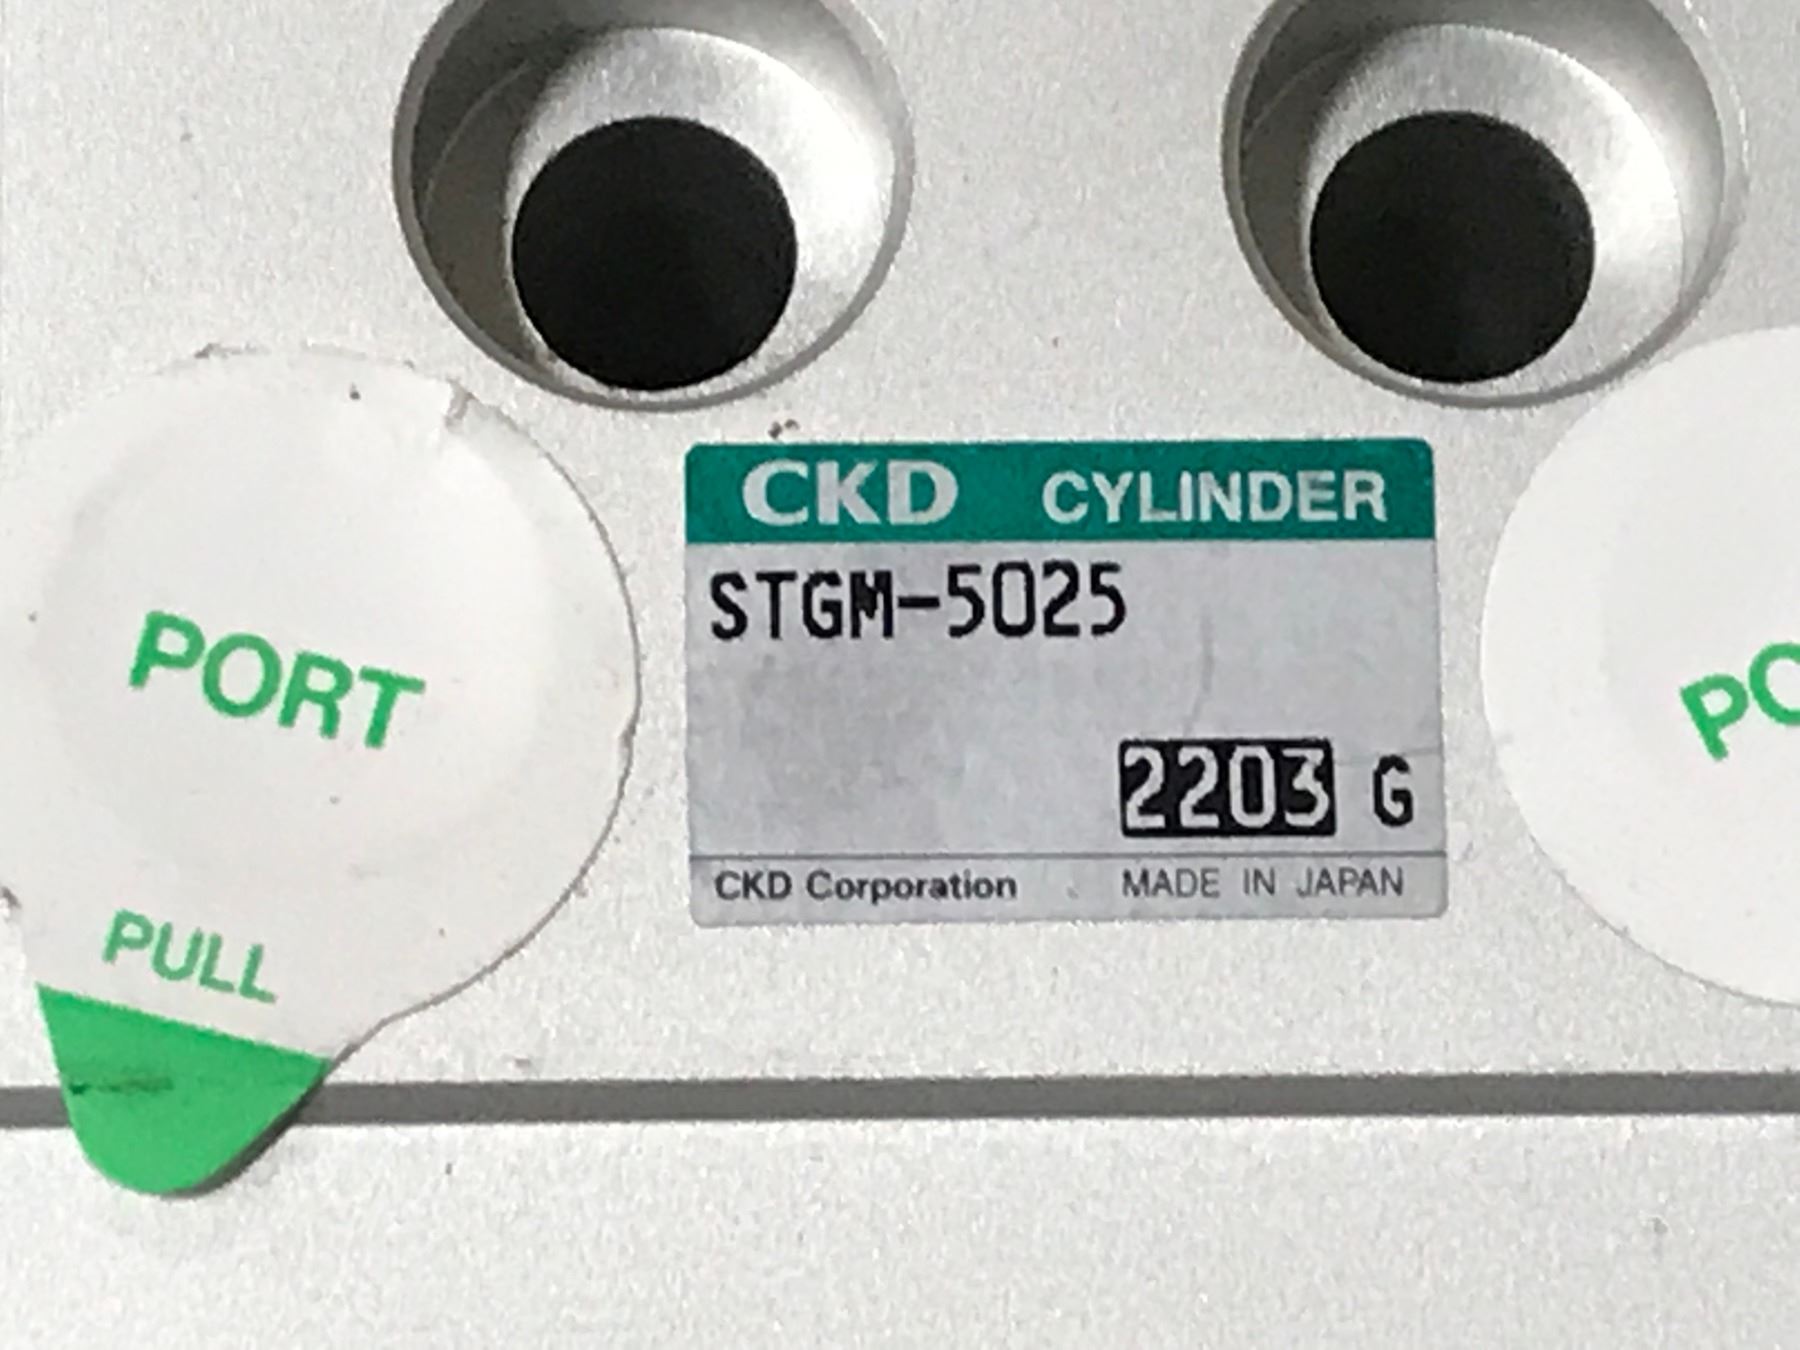 CKD CYLINDER
STGM-5025
2203 G
CKD Corporation MADE IN JAPAN
PORT
PULL